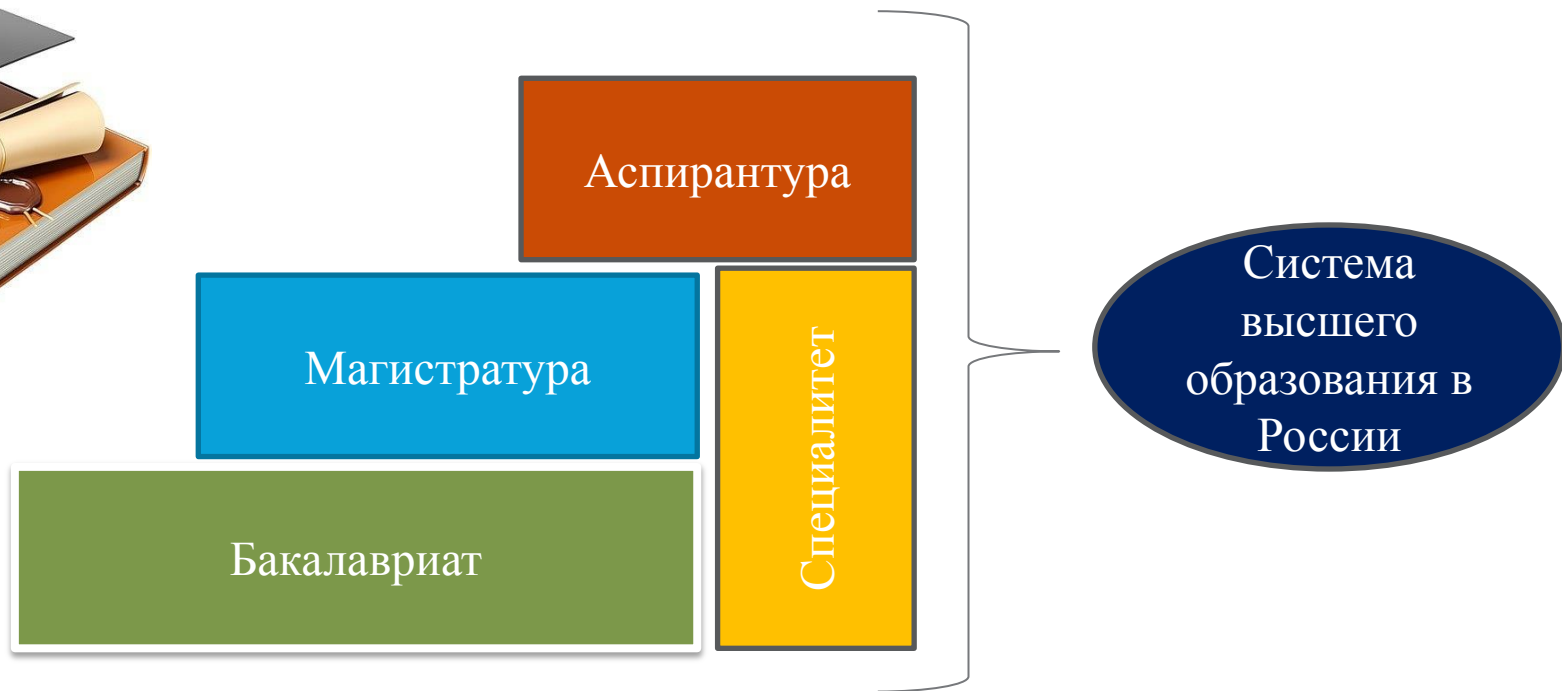 Аспирантура
Магистратура
Специалитет
Бакалавриат
Система
высшего
образования в
России